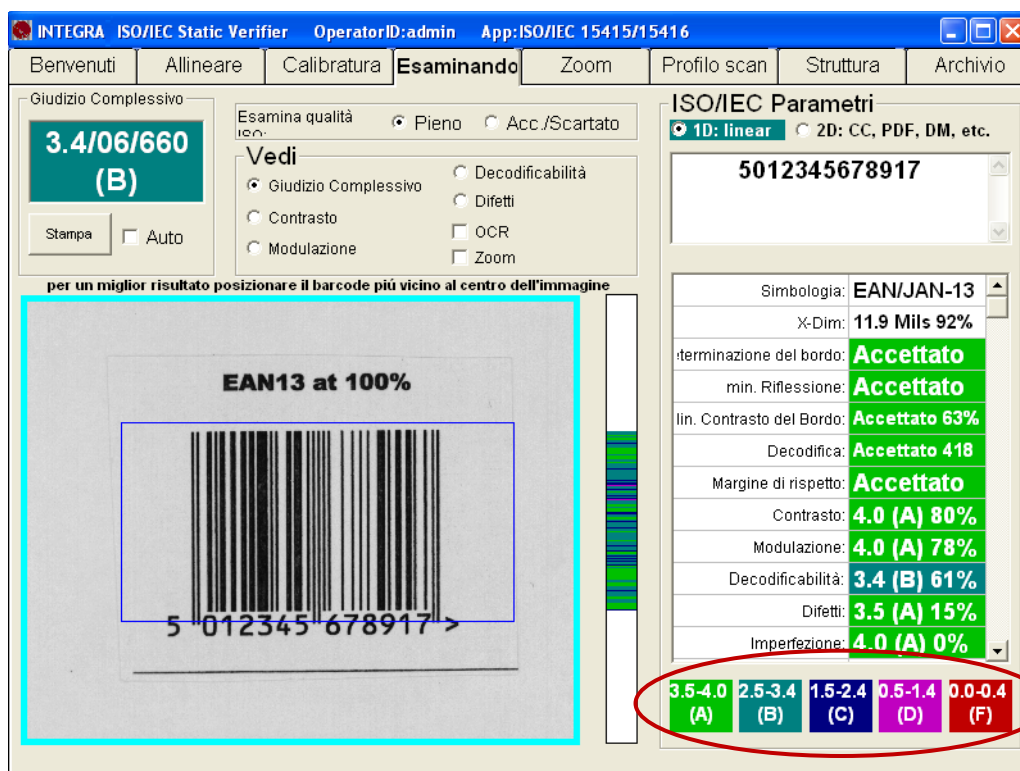 INTEGRA ISO/IEC Static Verifier OperatorID:admin App:ISO/IEC 15415/15416
Benvenuti Allineare Calibratura Esaminando Zoom Profilo scan Struttura Archivio
Giudizio Complessivo
3.4/06/660
(B)
Stampa
Auto
Esamina qualità
ISO:
Pieno
Acc./Scartato
Vedi
Giudizio Complessivo
Contrasto
Modulazione
Decodificabilità
Difetti
OCR
Zoom
per un miglior risultato posizionare il barcode piú vicino al centro dell'immagine
EAN13 at 100%
5 012345 678917 >
ISO/IEC Parametri
1D: linear
2D: CC, PDF, DM, etc.
5012345678917
Simbologia: EAN/JAN-13
X-Dim: 11.9 Mils 92%
terminazione del bordo: Accettato
min. Riflessione: Accettato
lin. Contrasto del Bordo: Accettato 63%
Decodifica: Accettato 418
Margine di rispetto: Accettato
Contrasto: 4.0 (A) 80%
Modulazione: 4.0 (A) 78%
Decodificabilità: 3.4 (B) 61%
Difetti: 3.5 (A) 15%
Imperfezione: 4.0 (A) 0%
3.5-4.0 2.5-3.4 1.5-2.4 0.5-1.4 0.0-0.4
(A) (B) (C) (D) (F)